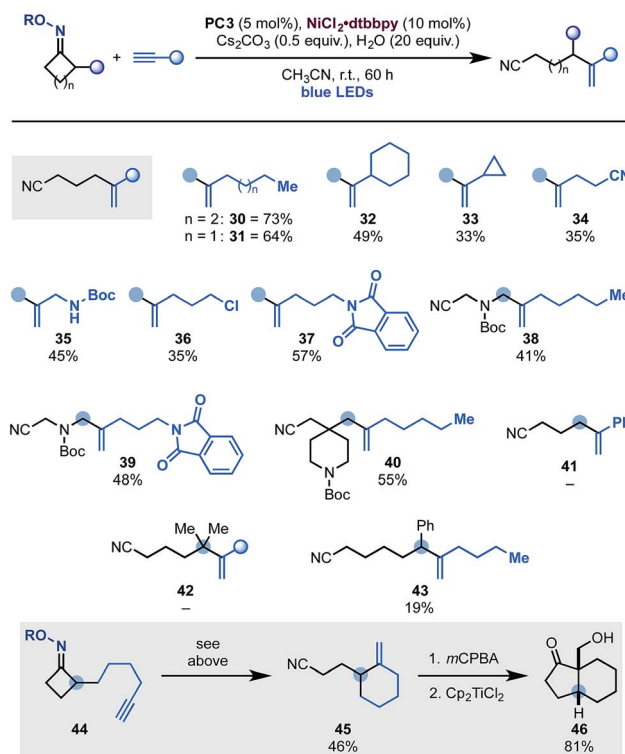 RO N
PC3 (5 mol%), NiCl₂•dtbbpy (10 mol%)
Cs₂CO₃ (0.5 equiv.), H₂O (20 equiv.)
CH₃CN, r.t., 60 h
blue LEDs
( )n
+
NC ( )n
NC
( )n Me
n = 2: 30 = 73%
n = 1: 31 = 64%
32
49%
33
33%
CN
34
35%
N H Boc
35
45%
Cl
36
35%
N O O
37
57%
NC N Boc Me
38
41%
NC N Boc N O O
39
48%
NC N Boc Me
40
55%
NC Ph
41
–
NC Me Me
42
–
NC Ph Me
43
19%
RO N
44
see
above
NC
45
46%
1. mCPBA
2. Cp₂TiCl₂
O OH H
46
81%